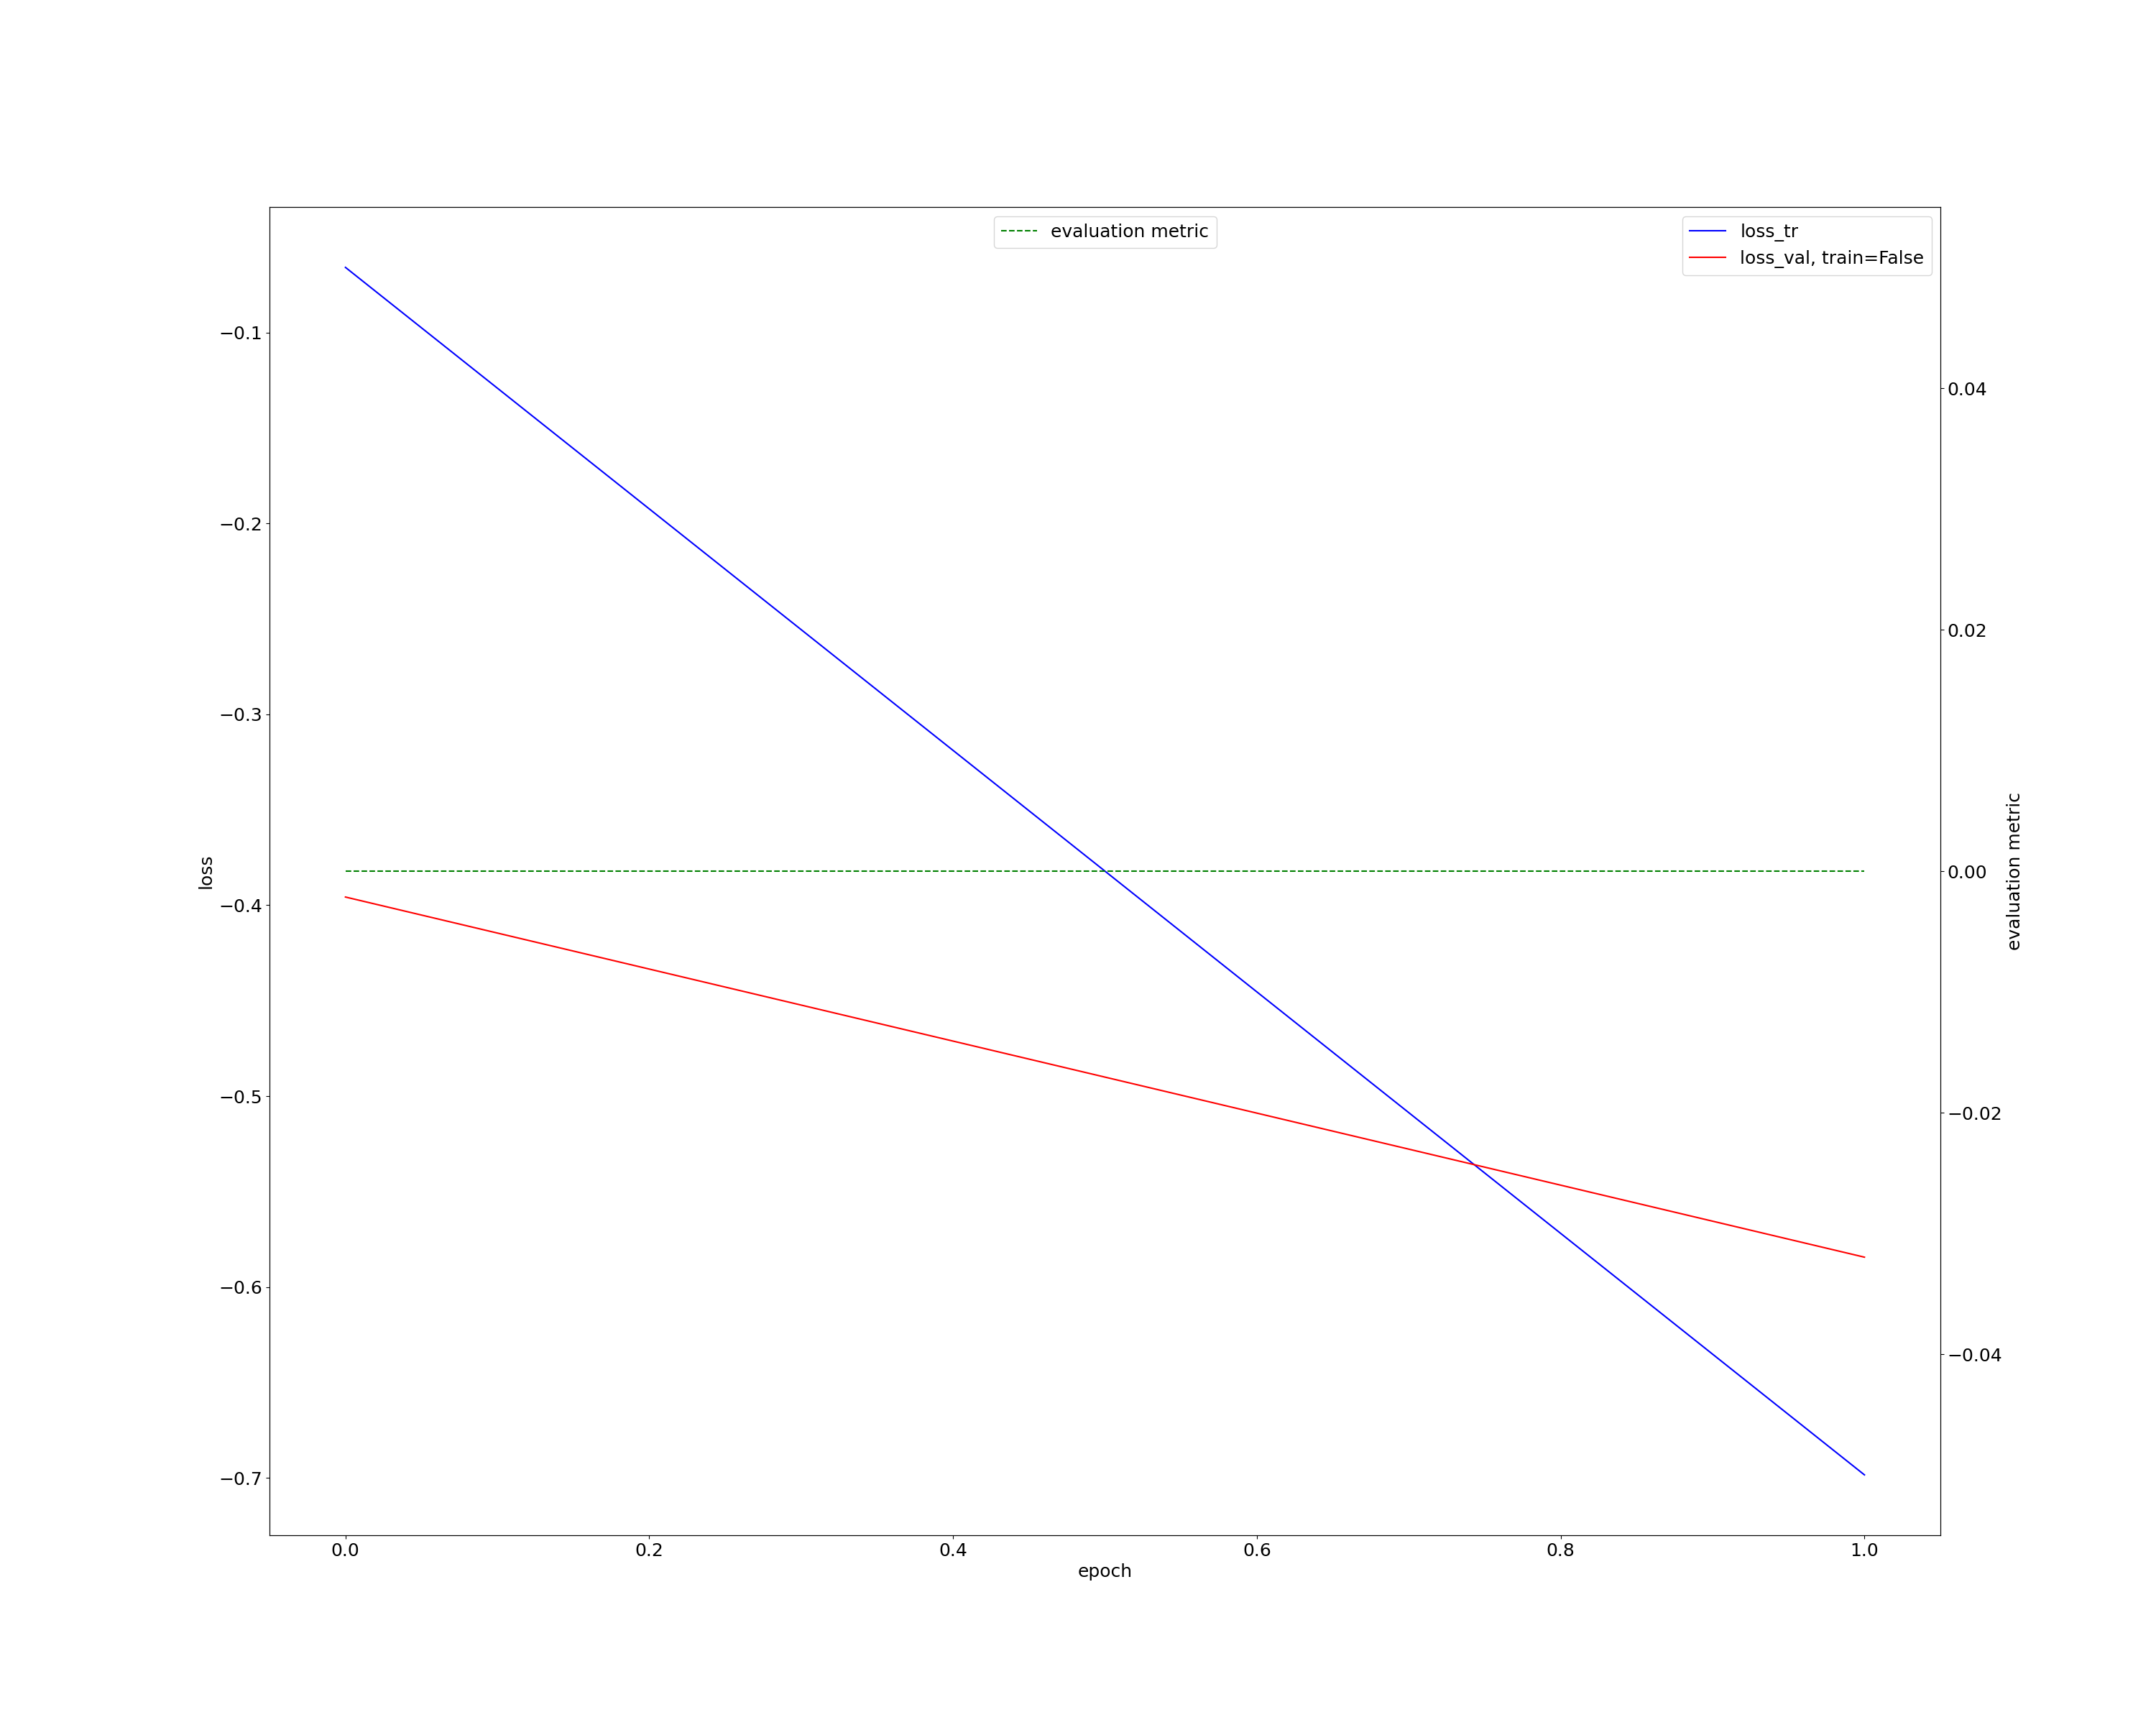 evaluation metric
loss_tr
loss_val, train=False
−0.1
−0.2
−0.3
−0.4
−0.5
−0.6
−0.7
loss
0.04
0.02
0.00
−0.02
−0.04
evaluation metric
0.0 0.2 0.4 0.6 0.8 1.0
epoch